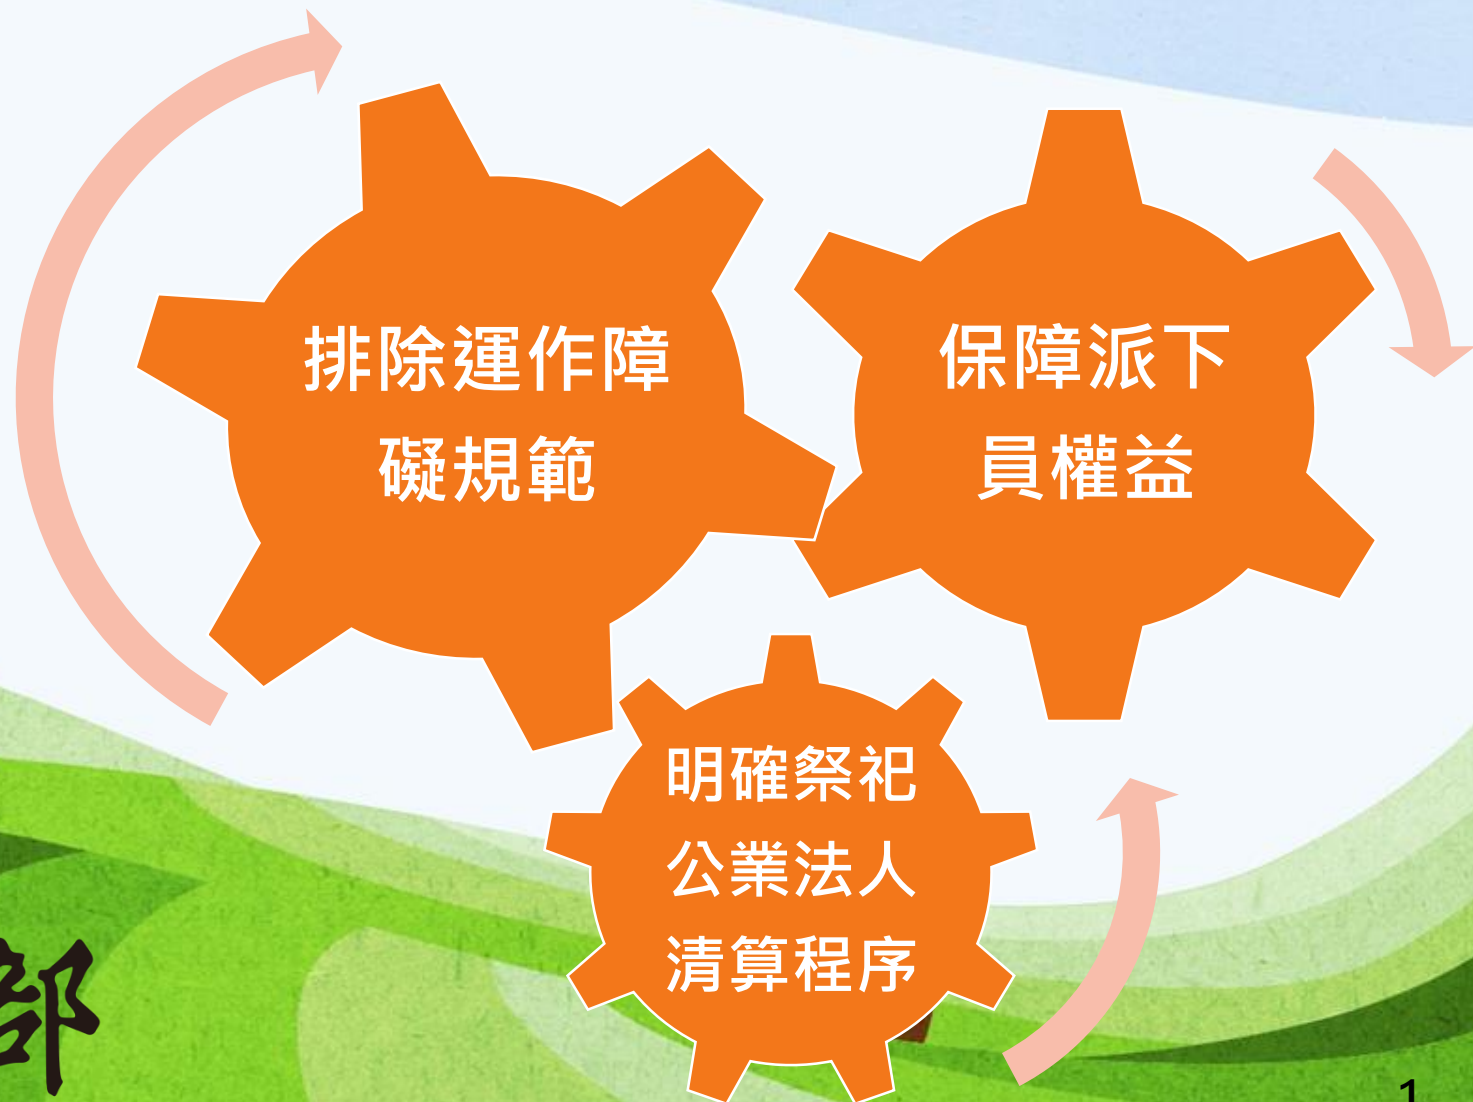 排除運作障
礙規範
保障派下
員權益
明確祭祀
公業法人
清算程序
部
1